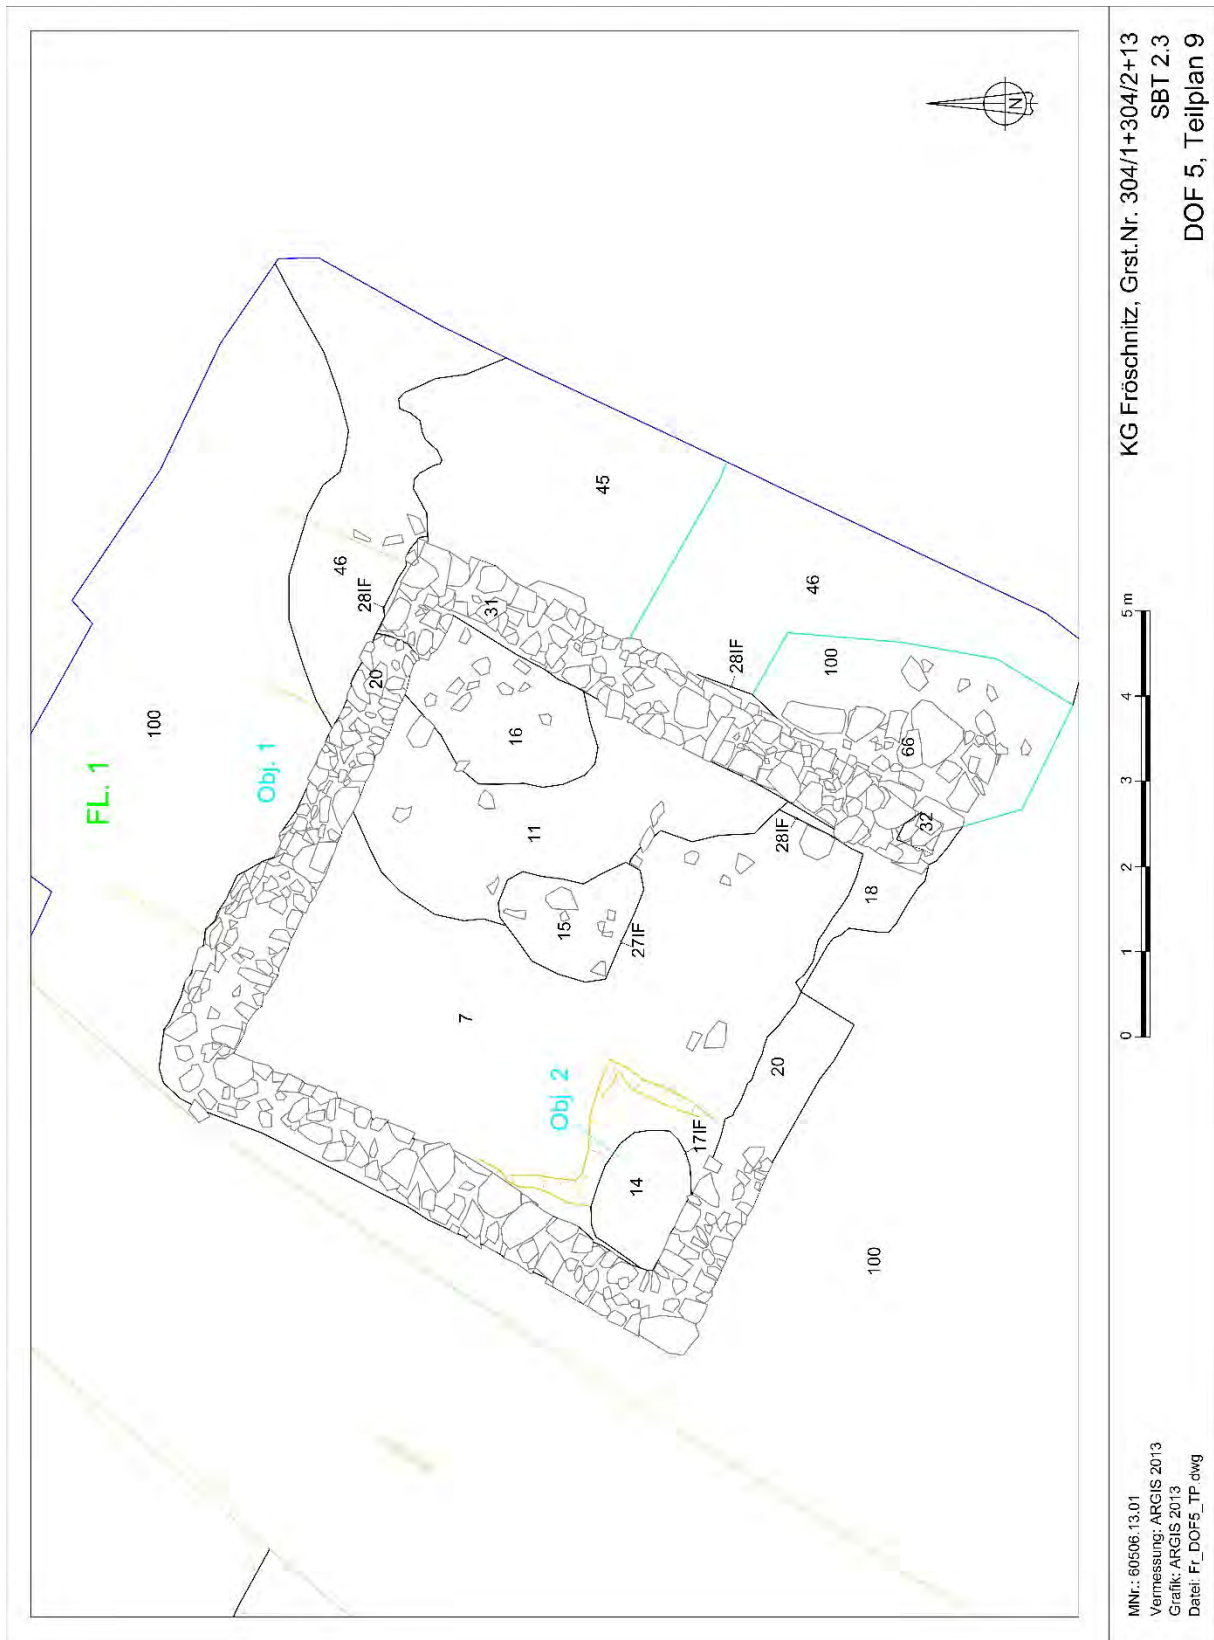 FL. 1
100
Obj. 1
46
28IF
20
31
45
16
11
15
27IF
7
Obj. 2
14
17IF
46
28IF
100
66
32
28IF
18
20
100
N
0 1 2 3 4 5 m
MNr.: 60506.13.01
Vermessung: ARGIS 2013
Grafik: ARGIS 2013
Datei: Fr_DOF5_TP.dwg
KG Fröschnitz, Grst.Nr. 304/1+304/2+13
SBT 2.3
DOF 5, Teilplan 9